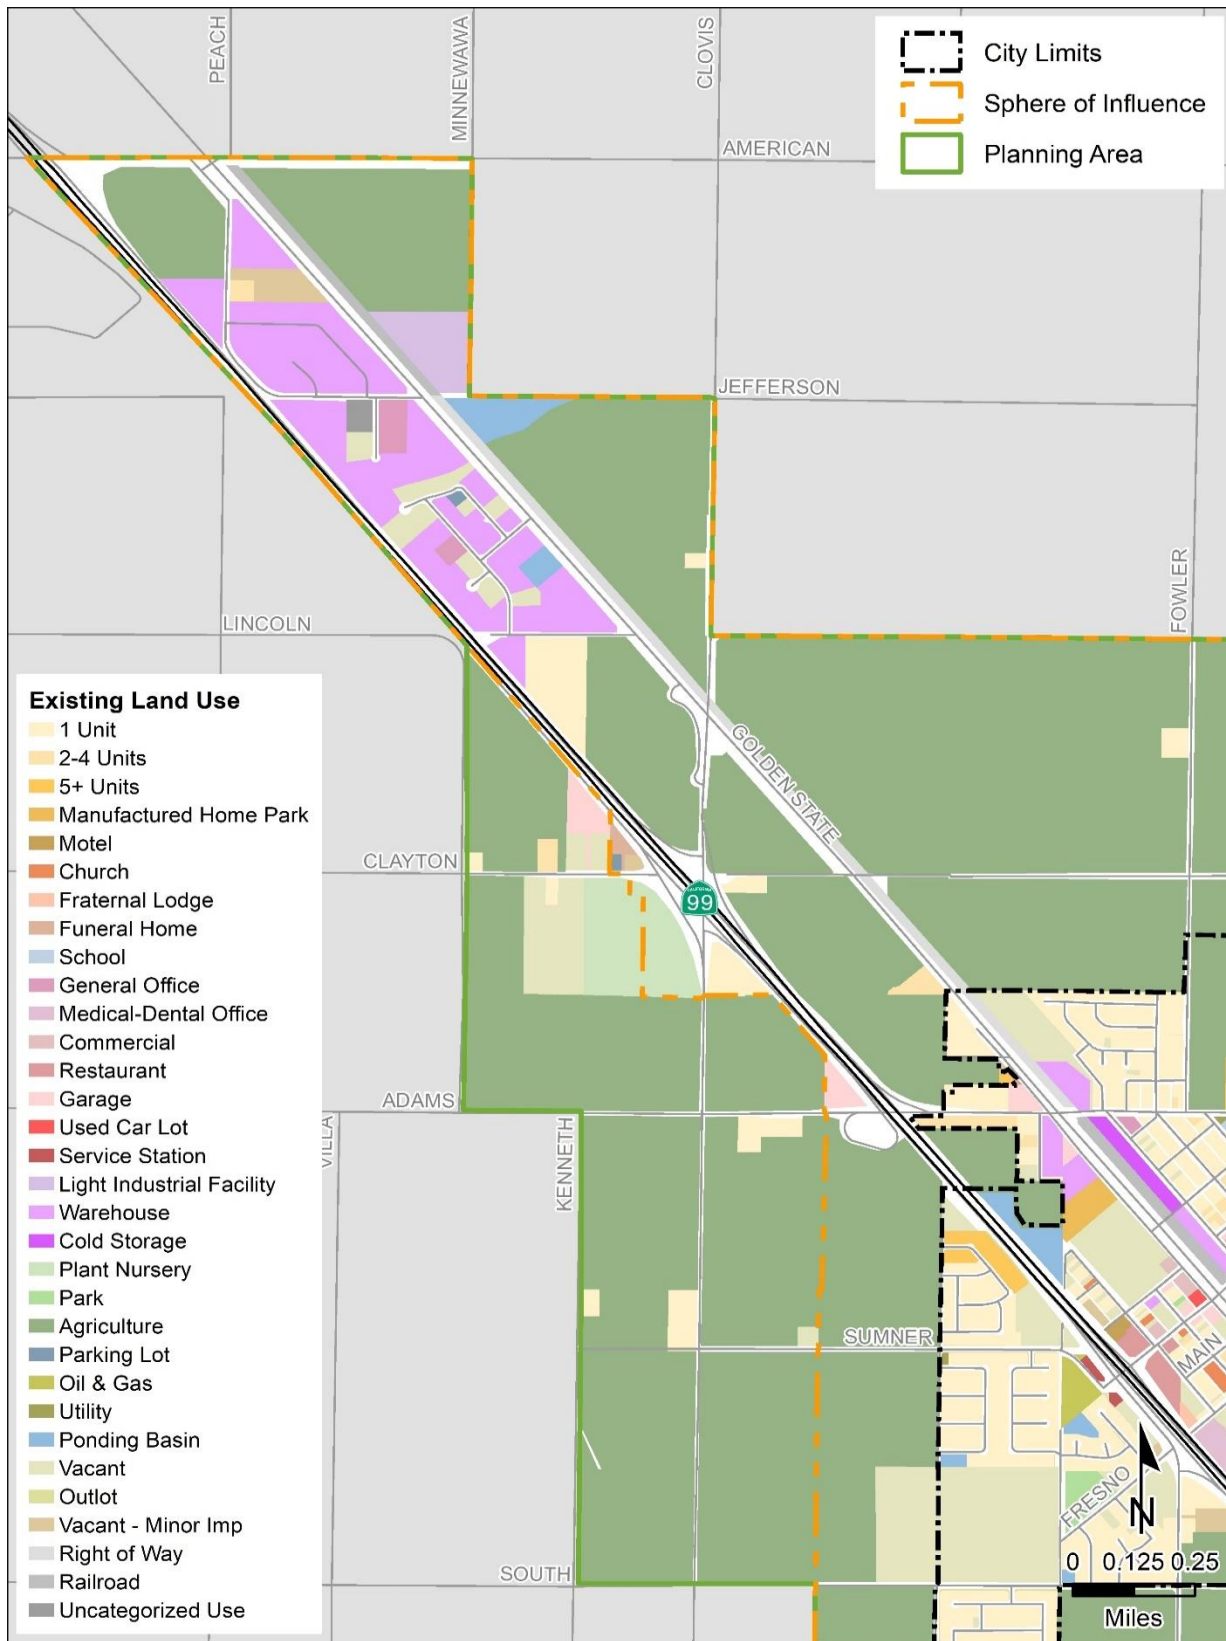 PEACH
MINNEWAWA
CLOVIS
City Limits
Sphere of Influence
Planning Area
AMERICAN
JEFFERSON
FOWLER
LINCOLN
Existing Land Use
1 Unit
2-4 Units
5+ Units
Manufactured Home Park
Motel
Church
Fraternal Lodge
Funeral Home
School
General Office
Medical-Dental Office
Commercial
Restaurant
Garage
Used Car Lot
Service Station
Light Industrial Facility
Warehouse
Cold Storage
Plant Nursery
Park
Agriculture
Parking Lot
Oil & Gas
Utility
Ponding Basin
Vacant
Outlot
Vacant - Minor Imp
Right of Way
Railroad
Uncategorized Use
GOLDEN STATE
CLAYTON
99
ADAMS
KENNETH
SUMNER
MAIN
FRESNO
SOUTH
N
0 0.125 0.25
Miles